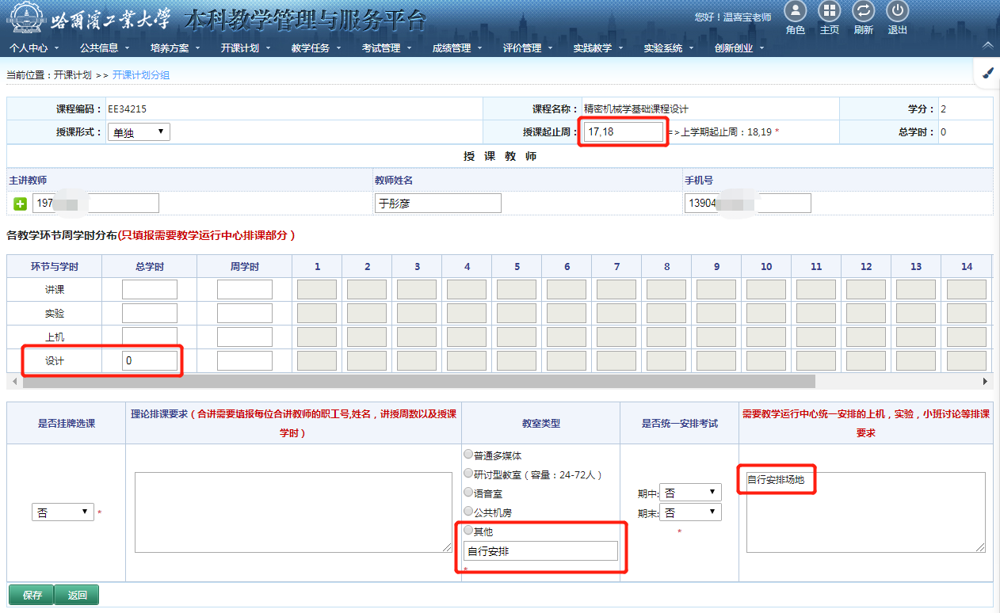 哈爾濱工業大學 本科教学管理与服务平台 您好！温喜宝老师 角色 主页 刷新 退出
个人中心 公共信息 培养方案 开课计划 教学任务 考试管理 成绩管理 评价管理 实践教学 实验系统 创新创业
当前位置：开课计划 >> 开课计划分组
课程编码： EE34215 课程名称： 精密机械学基础课程设计 学分： 2
授课形式： 单独 授课起止周： 17,18 =>上学期起止周：18,19 * 总学时： 0
授 课 教 师
主讲教师 教师姓名 手机号
197 于彤彦 13904
各教学环节周学时分布(只填报需要教学运行中心排课部分）
环节与学时 总学时 周学时 1 2 3 4 5 6 7 8 9 10 11 12 13 14
讲课
实验
上机
设计 0
是否挂牌选课 理论排课要求（合讲需要填报每位合讲教师的职工号,姓名，讲授周数以及授课
学时） 教室类型 是否统一安排考试 需要教学运行中心统一安排的上机，实验，小班讨论等排课
要求
否 *
普通多媒体
研讨型教室（容量：24-72人）
语音室
公共机房
其他
自行安排
*
期中: 否
期末: 否
*
自行安排场地
保存 返回